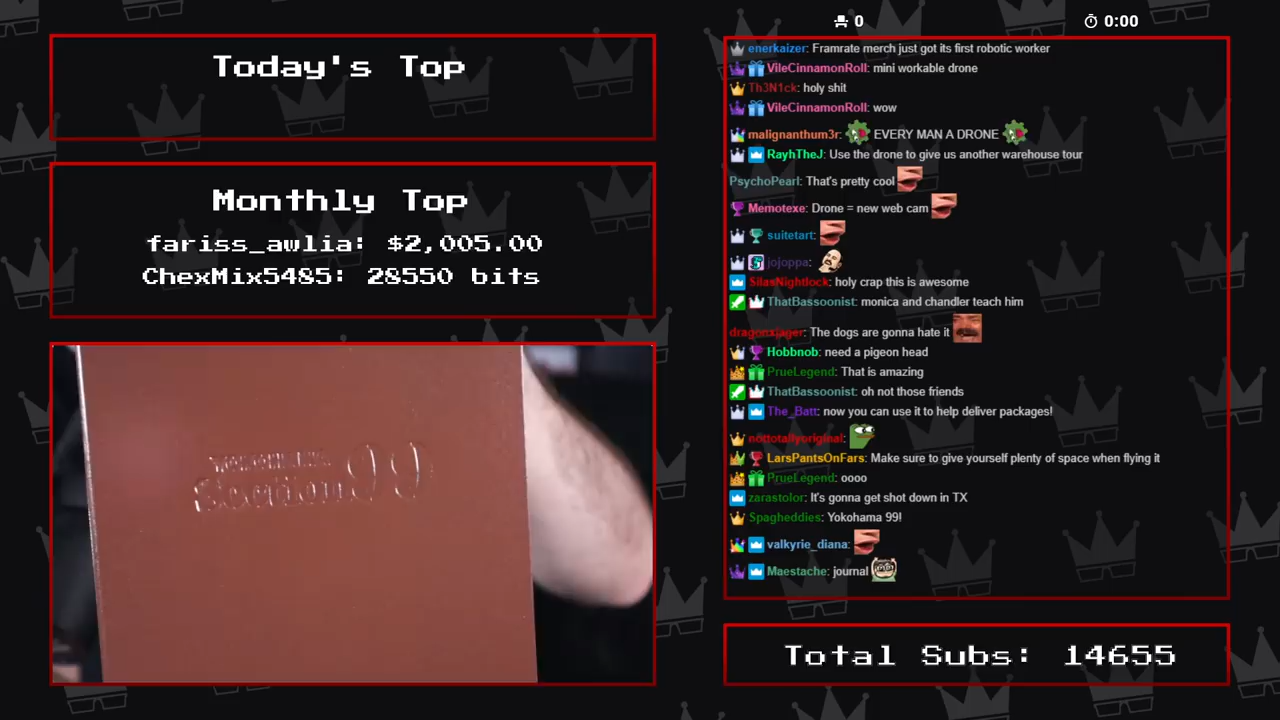 Today's Top
Monthly Top
fariss_awlia: $2,005.00
ChexMix5485: 28550 bits
Section99
0
0:00
enerkaizer: Framrate merch just got its first robotic worker
VileCinnamonRoll: mini workable drone
Th3N1ck: holy shit
VileCinnamonRoll: wow
malignanthum3r: EVERY MAN A DRONE
RayhTheJ: Use the drone to give us another warehouse tour
PsychoPearl: That's pretty cool
Memotexe: Drone = new web cam
suitetart:
jojoppa:
SilasNightlock: holy crap this is awesome
ThatBassoonist: monica and chandler teach him
dragonxjager: The dogs are gonna hate it
Hobbnob: need a pigeon head
PrueLegend: That is amazing
ThatBassoonist: oh not those friends
The_Batt: now you can use it to help deliver packages!
nottotallyoriginal:
LarsPantsOnFars: Make sure to give yourself plenty of space when flying it
PrueLegend: oooo
zarastolor: It's gonna get shot down in TX
Spagheddies: Yokohama 99!
valkyrie_diana:
Maestache: journal
Total Subs: 14655